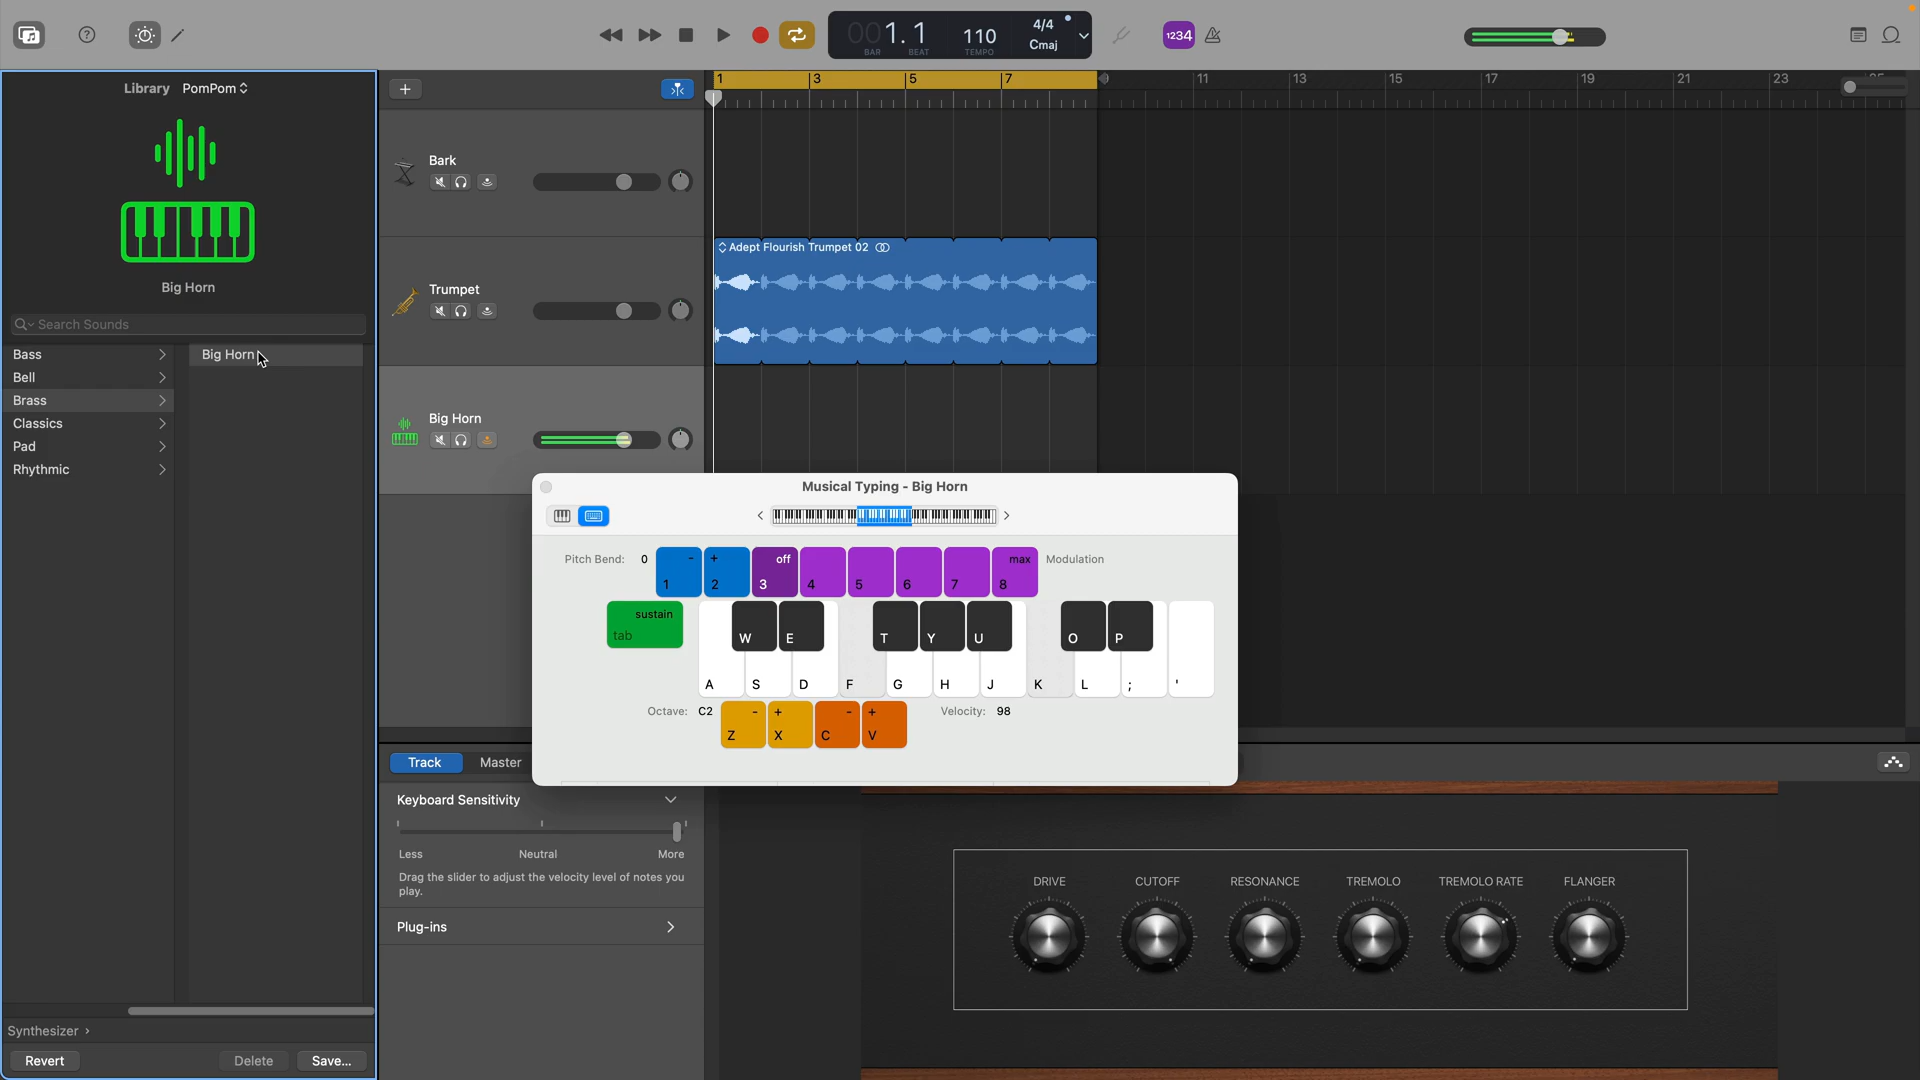 001. 1
BAR BEAT
110
TEMPO
4/4
Cmaj
1234
Library PomPom
Big Horn
Search Sounds
Bass
Bell
Brass
Classics
Pad
Rhythmic
Big Horn
Synthesizer
Revert
Delete
Save...
1 3 5 7 9 11 13 15 17 19 21 23 25
Bark
Trumpet
Big Horn
Adept Flourish Trumpet 02
Musical Typing - Big Horn
Pitch Bend: 0
- + off max
1 2 3 4 5 6 7 8
Modulation
sustain
tab
W E T Y U O P
A S D F G H J K L ; '
Octave: C2
- + - +
Z X C V
Velocity: 98
Track
Master
Keyboard Sensitivity
Less Neutral More
Drag the slider to adjust the velocity level of notes you
play.
Plug-ins
DRIVE CUTOFF RESONANCE TREMOLO TREMOLO RATE FLANGER